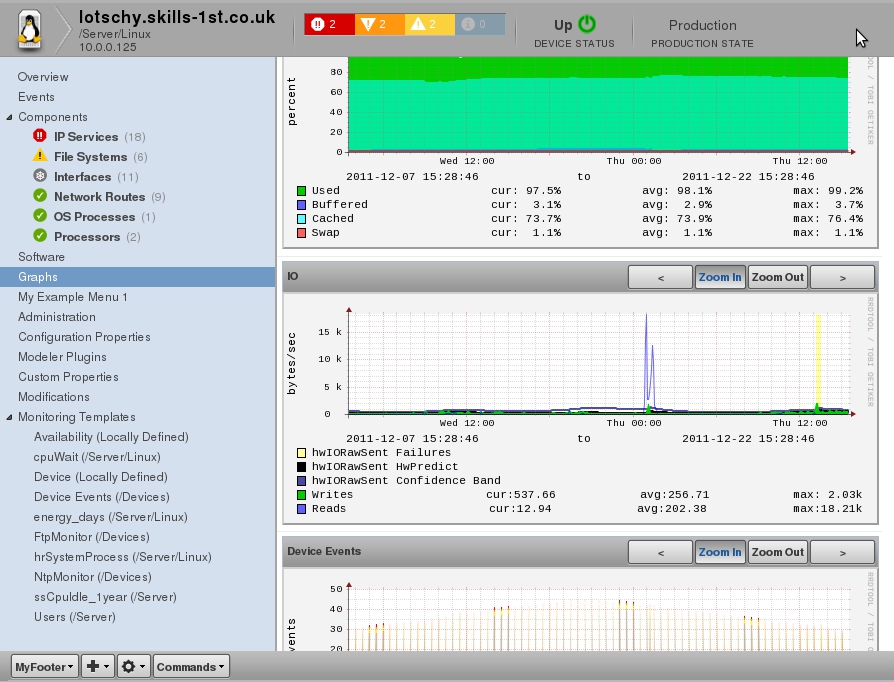 lotschy.skills-1st.co.uk
/Server/Linux
10.0.0.125
2 2 2 0
Up
DEVICE STATUS
Production
PRODUCTION STATE
Overview
Events
Components
IP Services (18)
File Systems (6)
Interfaces (11)
Network Routes (9)
OS Processes (1)
Processors (2)
Software
Graphs
My Example Menu 1
Administration
Configuration Properties
Modeler Plugins
Custom Properties
Modifications
Monitoring Templates
Availability (Locally Defined)
cpuWait (/Server/Linux)
Device (Locally Defined)
Device Events (/Devices)
energy_days (/Server/Linux)
FtpMonitor (/Devices)
hrSystemProcess (/Server/Linux)
NtpMonitor (/Devices)
ssCpuIdle_1year (/Server)
Users (/Server)
percent
80
60
40
20
0
Wed 12:00 Thu 00:00 Thu 12:00
2011-12-07 15:28:46 to 2011-12-22 15:28:46
Used cur: 97.5% avg: 98.1% max: 99.2%
Buffered cur: 3.1% avg: 2.9% max: 3.7%
Cached cur: 73.7% avg: 73.9% max: 76.4%
Swap cur: 1.1% avg: 1.1% max: 1.1%
TOOL / TOBI OETIKER
IO
< Zoom In Zoom Out >
bytes/sec
15 k
10 k
5 k
0
Wed 12:00 Thu 00:00 Thu 12:00
2011-12-07 15:28:46 to 2011-12-22 15:28:46
hwIORawSent Failures
hwIORawSent HwPredict
hwIORawSent Confidence Band
Writes cur:537.66 avg:256.71 max: 2.03k
Reads cur:12.94 avg:202.38 max:18.21k
RRDTOOL / TOBI OETIKER
Device Events
< Zoom In Zoom Out >
vents
50
40
30
20
RRDTOOL / TOBI
MyFooter
Commands